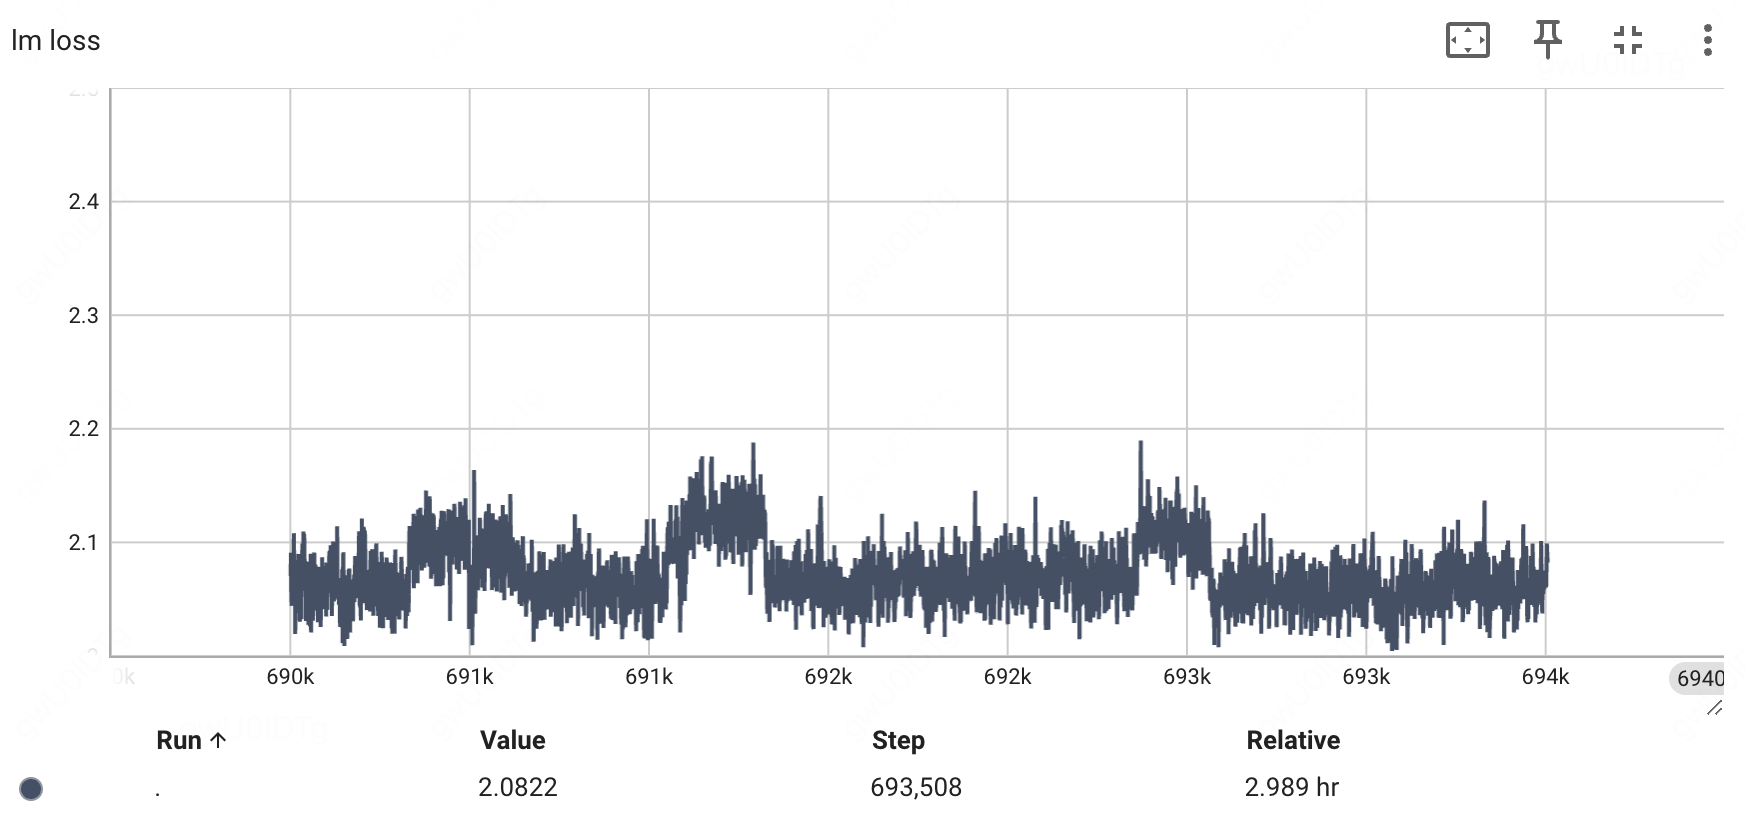 lm loss
2.4
2.3
2.2
2.1
690k 691k 691k 692k 692k 693k 693k 694k 6940
Run ↑ Value Step Relative
. 2.0822 693,508 2.989 hr